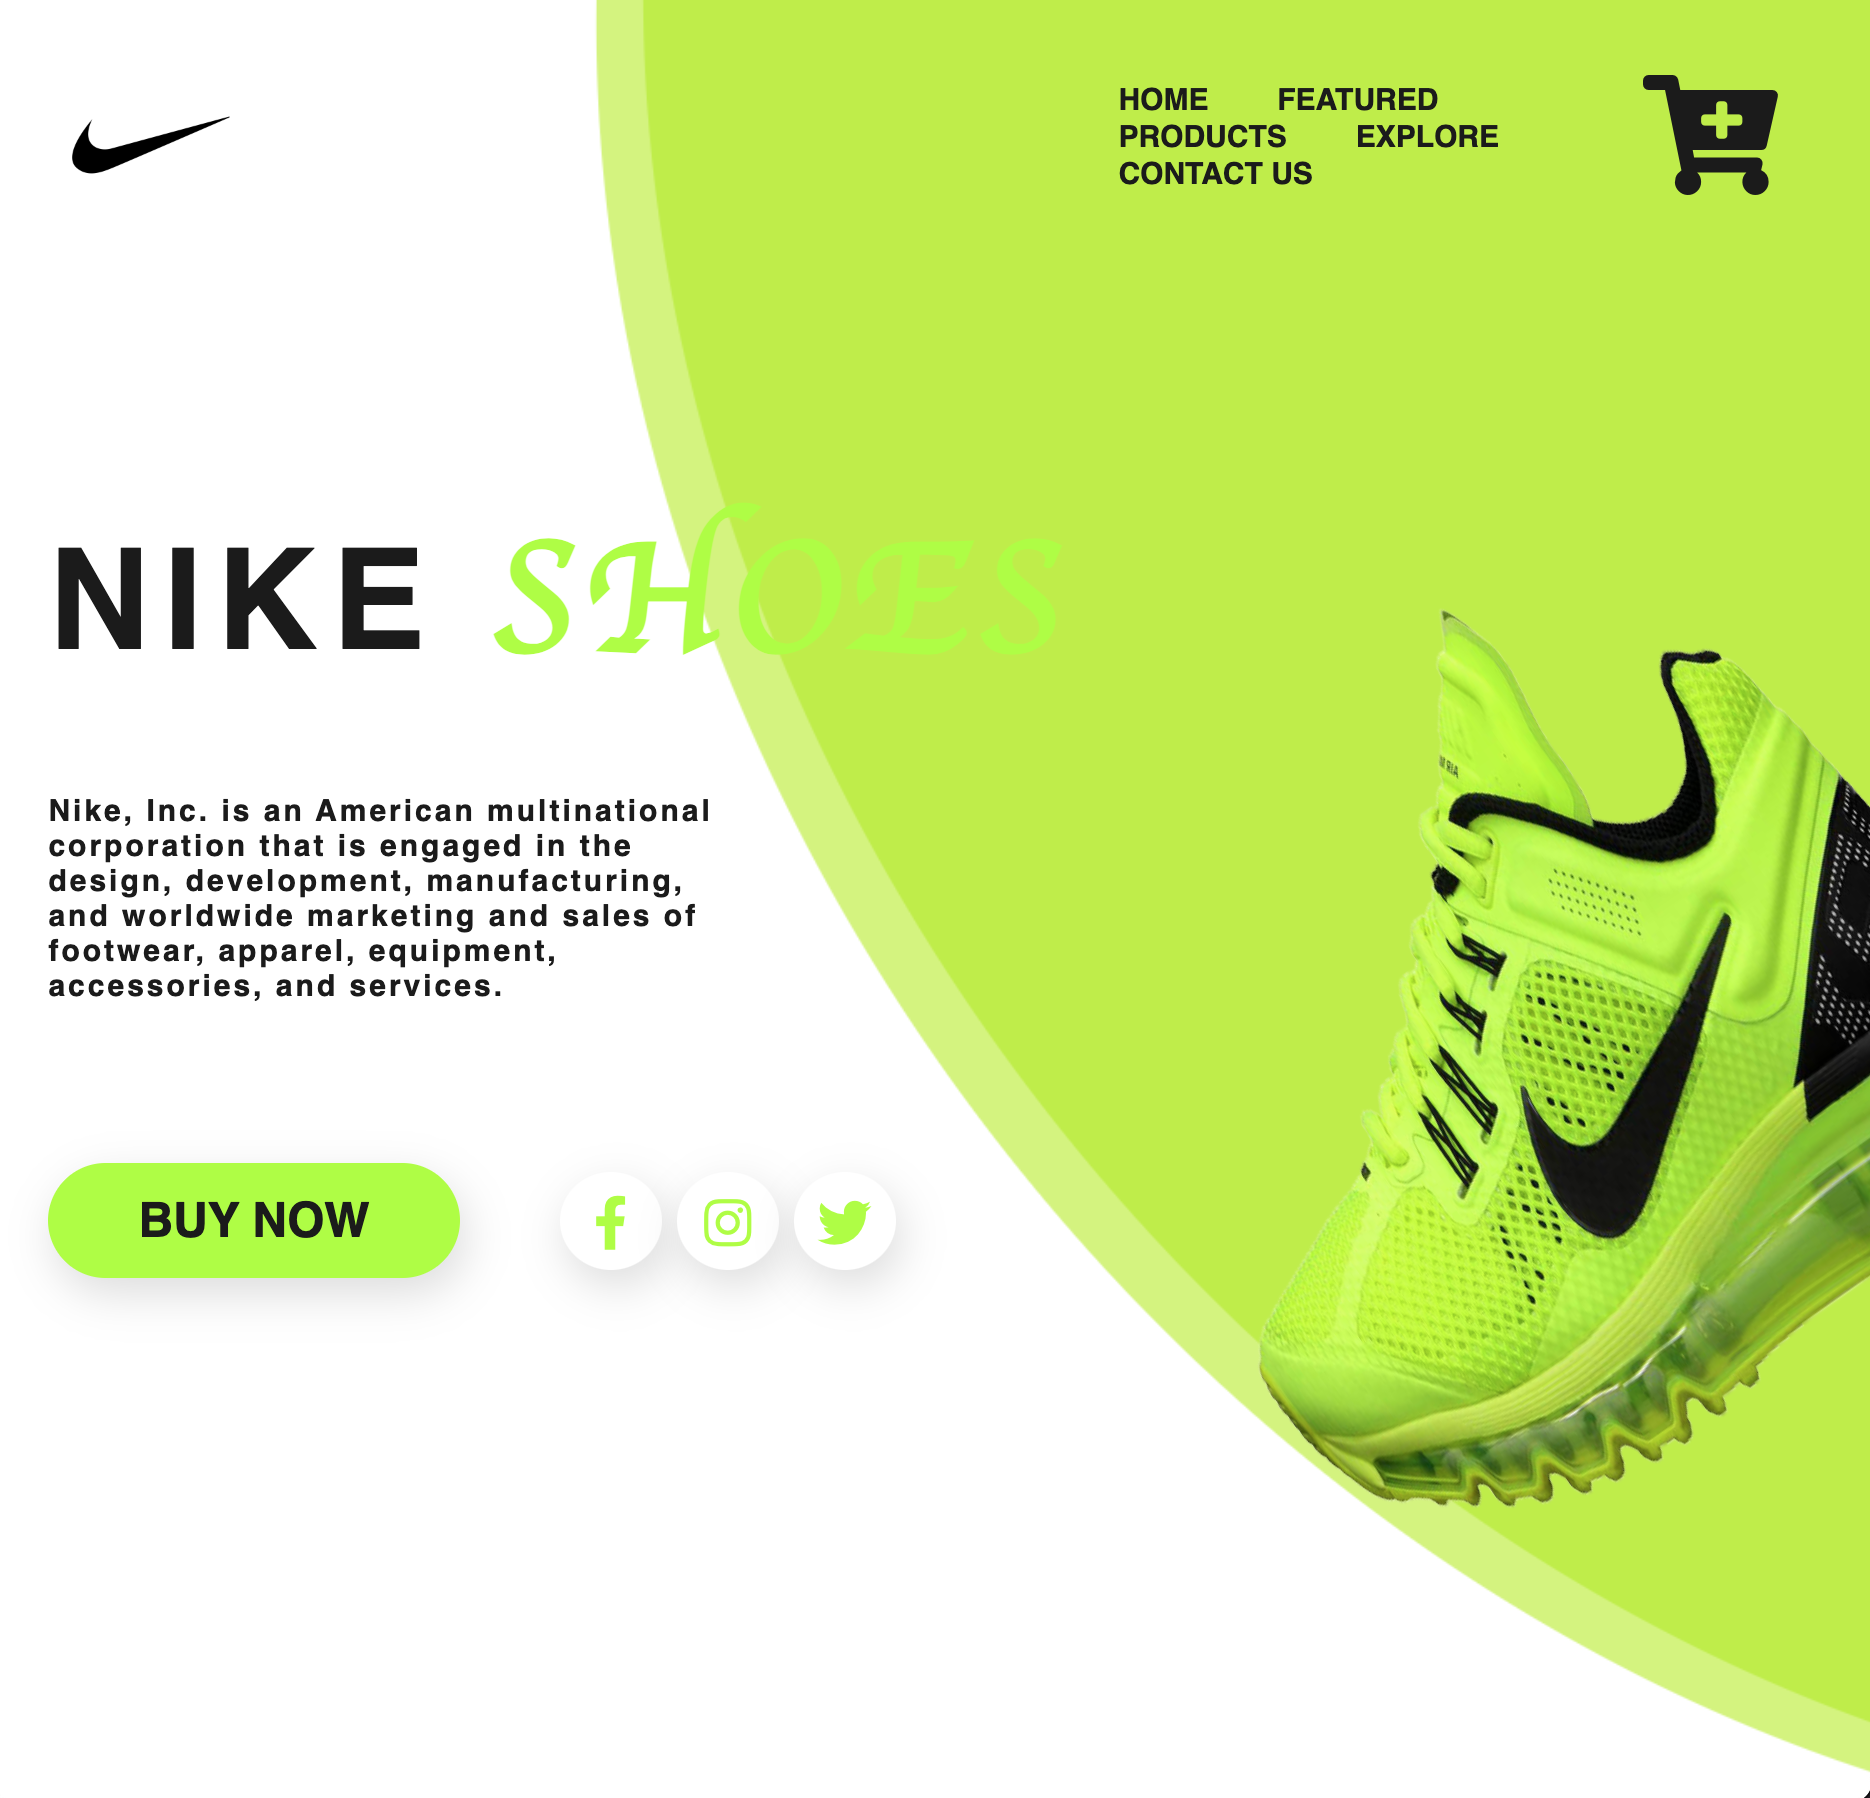 HOME FEATURED
PRODUCTS EXPLORE
CONTACT US
NIKE SHOES
Nike, Inc. is an American multinational
corporation that is engaged in the
design, development, manufacturing,
and worldwide marketing and sales of
footwear, apparel, equipment,
accessories, and services.
BUY NOW